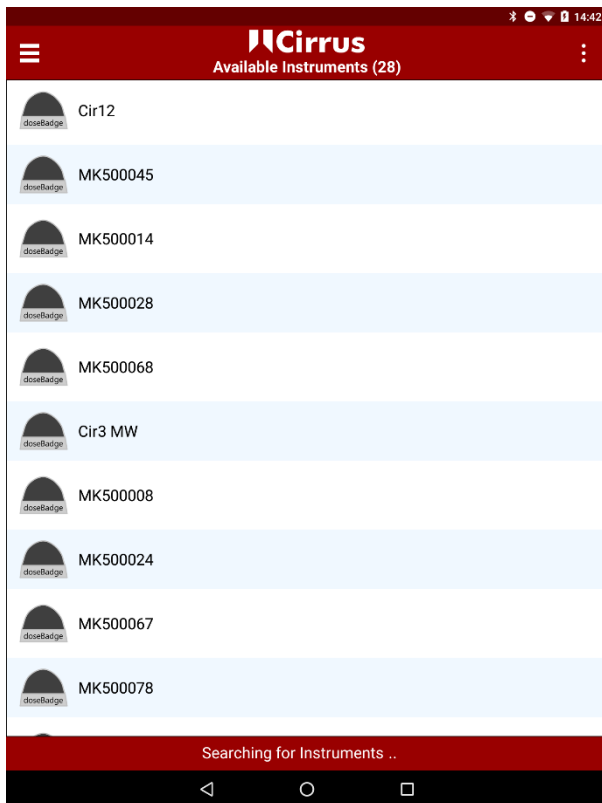 14:42
Cirrus
Available Instruments (28)
doseBadge Cir12
doseBadge MK500045
doseBadge MK500014
doseBadge MK500028
doseBadge MK500068
doseBadge Cir3 MW
doseBadge MK500008
doseBadge MK500024
doseBadge MK500067
doseBadge MK500078
Searching for Instruments ..